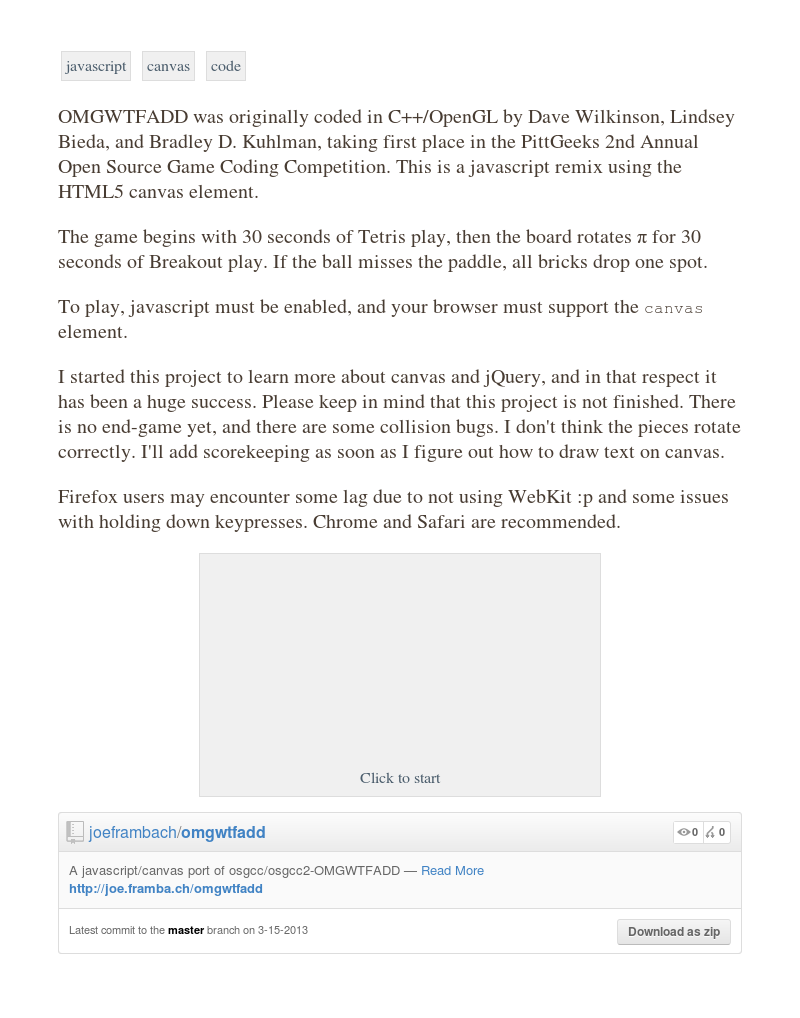 javascript canvas code
OMGWTFADD was originally coded in C++/OpenGL by Dave Wilkinson, Lindsey
Bieda, and Bradley D. Kuhlman, taking first place in the PittGeeks 2nd Annual
Open Source Game Coding Competition. This is a javascript remix using the
HTML5 canvas element.
The game begins with 30 seconds of Tetris play, then the board rotates π for 30
seconds of Breakout play. If the ball misses the paddle, all bricks drop one spot.
To play, javascript must be enabled, and your browser must support the canvas
element.
I started this project to learn more about canvas and jQuery, and in that respect it
has been a huge success. Please keep in mind that this project is not finished. There
is no end-game yet, and there are some collision bugs. I don't think the pieces rotate
correctly. I'll add scorekeeping as soon as I figure out how to draw text on canvas.
Firefox users may encounter some lag due to not using WebKit :p and some issues
with holding down keypresses. Chrome and Safari are recommended.
Click to start
joeframbach/omgwtfadd 0 0
A javascript/canvas port of osgcc/osgcc2-OMGWTFADD — Read More
http://joe.framba.ch/omgwtfadd
Latest commit to the master branch on 3-15-2013 Download as zip